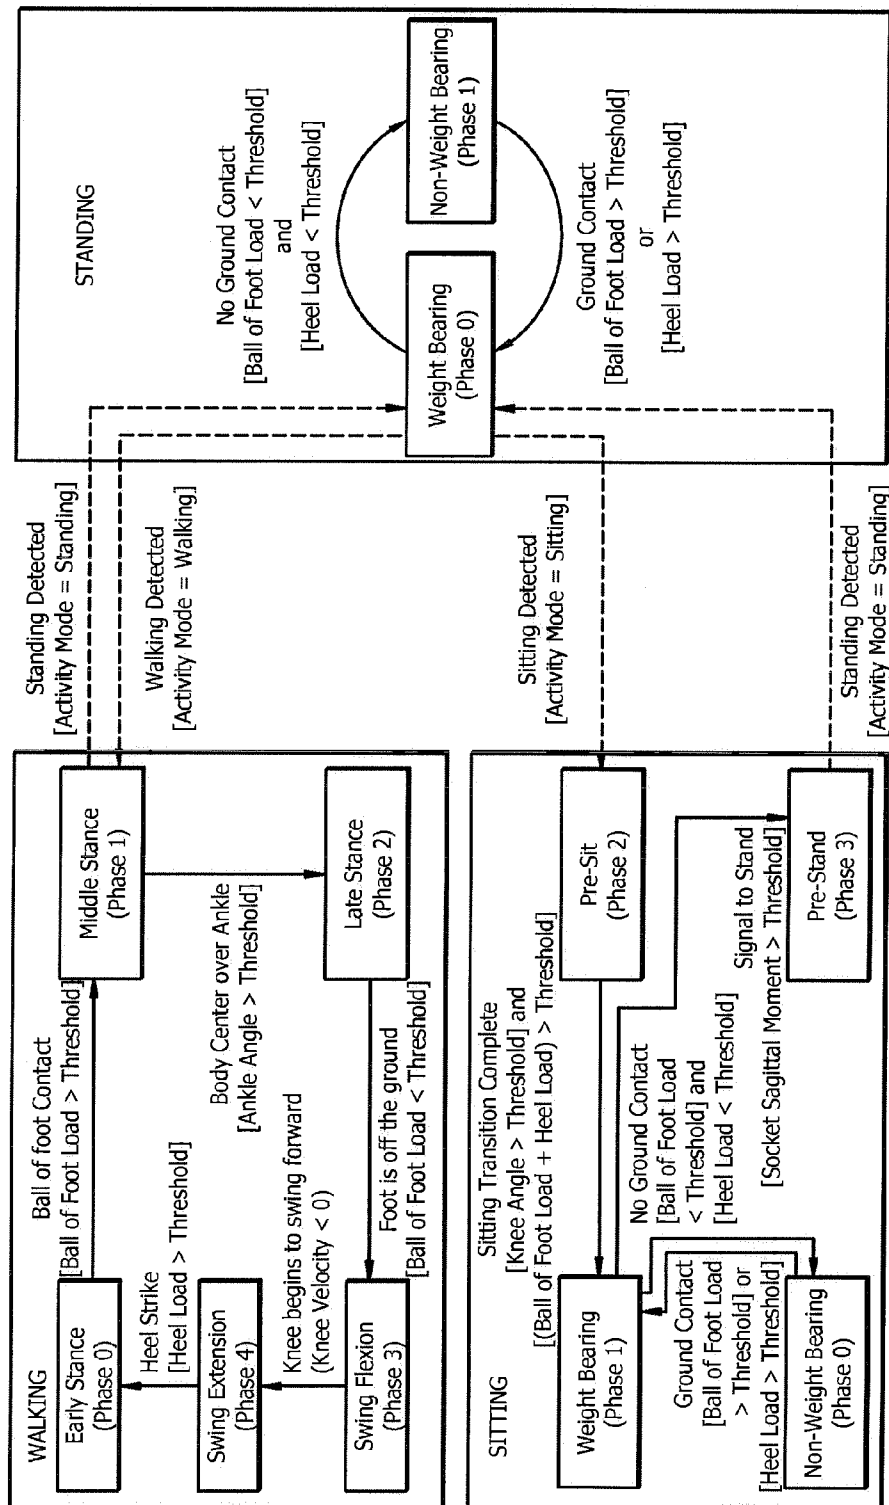 WALKING
Early Stance
(Phase 0)
Ball of foot Contact
[Ball of Foot Load > Threshold]
Middle Stance
(Phase 1)
Heel Strike
[Heel Load > Threshold]
Swing Extension
(Phase 4)
Body Center over Ankle
[Ankle Angle > Threshold]
Knee begins to swing forward
(Knee Velocity < 0)
Swing Flexion
(Phase 3)
Foot is off the ground
[Ball of Foot Load < Threshold]
Late Stance
(Phase 2)
Standing Detected
[Activity Mode = Standing]
Walking Detected
[Activity Mode = Walking]
STANDING
No Ground Contact
[Ball of Foot Load < Threshold]
and
[Heel Load < Threshold]
Weight Bearing
(Phase 0)
Non-Weight Bearing
(Phase 1)
Ground Contact
[Ball of Foot Load > Threshold]
or
[Heel Load > Threshold]
SITTING
Sitting Transition Complete
[Knee Angle > Threshold] and
[(Ball of Foot Load + Heel Load) > Threshold]
Weight Bearing
(Phase 1)
Pre-Sit
(Phase 2)
No Ground Contact
[Ball of Foot Load
< Threshold] and
[Heel Load < Threshold]
Ground Contact
[Ball of Foot Load
> Threshold] or
[Heel Load > Threshold]
Signal to Stand
[Socket Sagittal Moment > Threshold]
Non-Weight Bearing
(Phase 0)
Pre-Stand
(Phase 3)
Sitting Detected
[Activity Mode = Sitting]
Standing Detected
[Activity Mode = Standing]